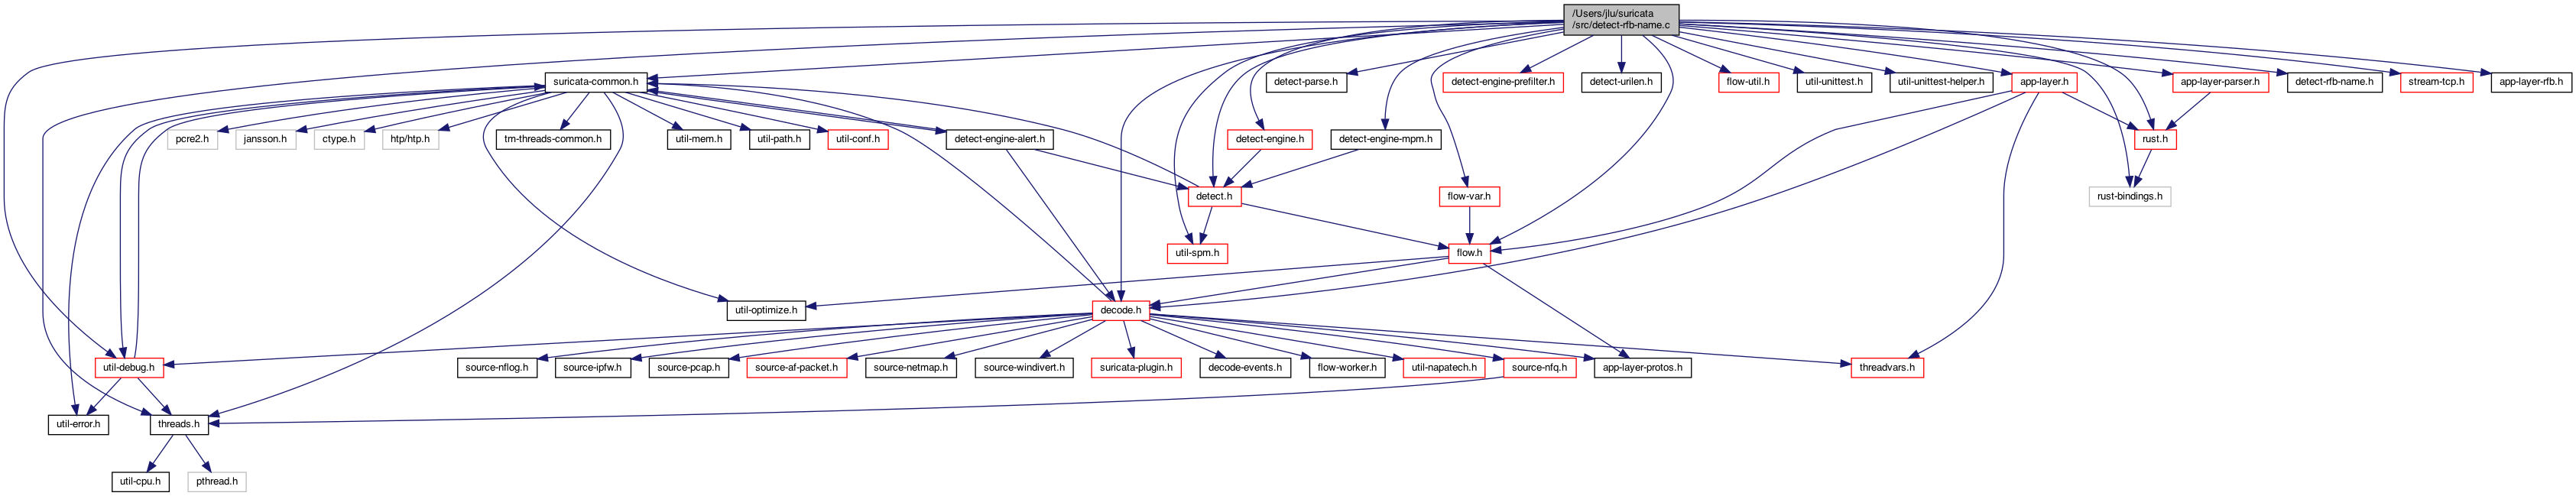 /Users/jlu/suricata
/src/detect-rfb-name.c
suricata-common.h
detect-parse.h
detect-engine-prefilter.h
detect-urilen.h
flow-util.h
util-unittest.h
util-unittest-helper.h
app-layer.h
app-layer-parser.h
detect-rfb-name.h
stream-tcp.h
app-layer-rfb.h
pcre2.h
jansson.h
ctype.h
htp/htp.h
tm-threads-common.h
util-mem.h
util-path.h
util-conf.h
detect-engine-alert.h
detect-engine.h
detect-engine-mpm.h
rust.h
detect.h
flow-var.h
rust-bindings.h
util-spm.h
flow.h
util-optimize.h
decode.h
util-debug.h
source-nflog.h
source-ipfw.h
source-pcap.h
source-af-packet.h
source-netmap.h
source-windivert.h
suricata-plugin.h
decode-events.h
flow-worker.h
util-napatech.h
source-nfq.h
app-layer-protos.h
threadvars.h
util-error.h
threads.h
util-cpu.h
pthread.h